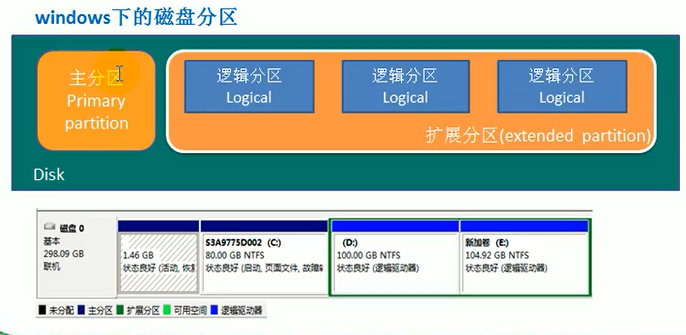 windows下的磁盘分区
主分区
Primary
partition
逻辑分区
Logical
逻辑分区
Logical
逻辑分区
Logical
扩展分区(extended partition)
Disk
磁盘 0
基本
298.09 GB
联机
1.46 GB
状态良好 (活动, 恢复
S3A9775D002 (C:)
80.00 GB NTFS
状态良好 (启动, 页面文件, 故障转
(D:)
100.00 GB NTFS
状态良好 (逻辑驱动器)
新加卷 (E:)
104.92 GB NTFS
状态良好 (逻辑驱动器)
未分配 主分区 扩展分区 可用空间 逻辑驱动器